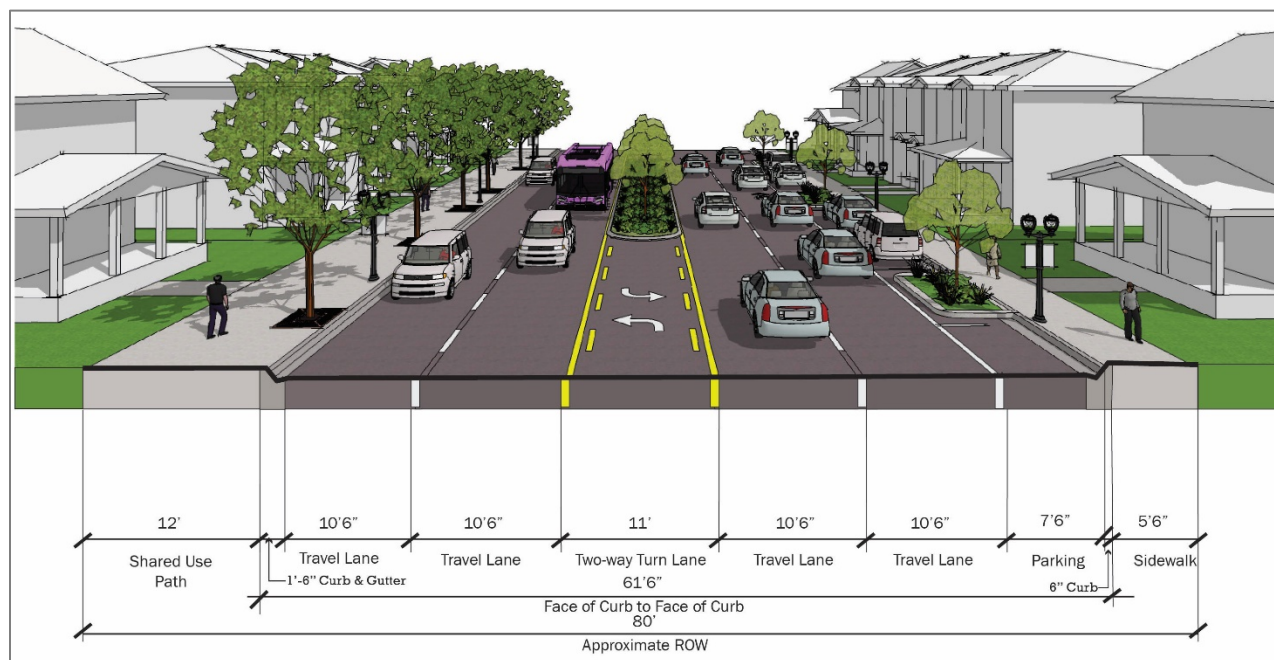 12’
10’6”
10’6”
11’
10’6”
10’6”
7’6”
5’6”
Shared Use
Path
Travel Lane
Travel Lane
Two-way Turn Lane
Travel Lane
Travel Lane
Parking
Sidewalk
1’-6” Curb & Gutter
6” Curb
61’6”
Face of Curb to Face of Curb
80’
Approximate ROW